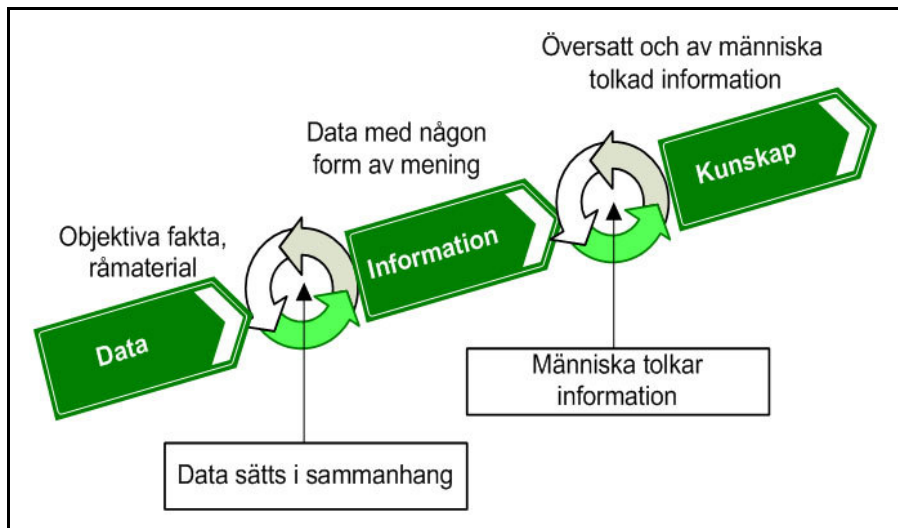 Översatt och av människa
tolkad information
Kunskap
Data med någon
form av mening
Information
Objektiva fakta,
råmaterial
Data
Människa tolkar
information
Data sätts i sammanhang